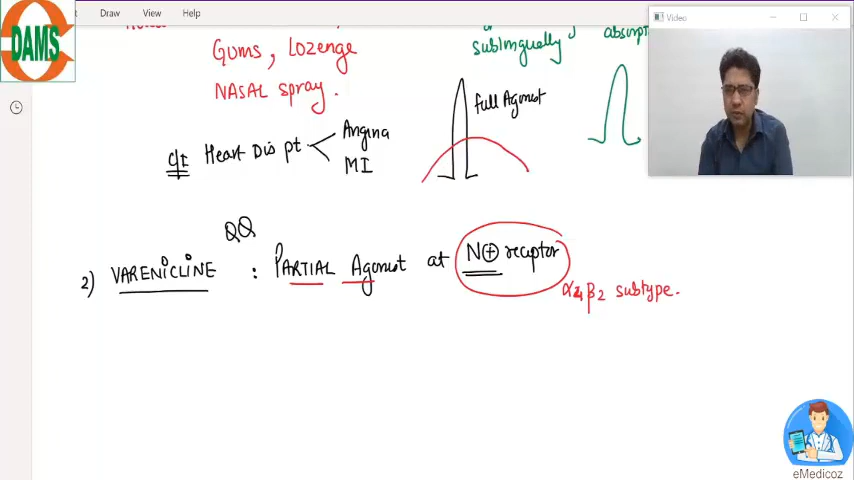 Draw View Help
Video
DAMS
Gums, Lozenge
NASAL spray.
sublingually
absorpt
Full Agonist
C/I Heart Dis pt
Angina
MI
QQ
2) VARENICLINE : PARTIAL Agonist at N⊕ receptor
α4β2 subtype.
eMedicoz